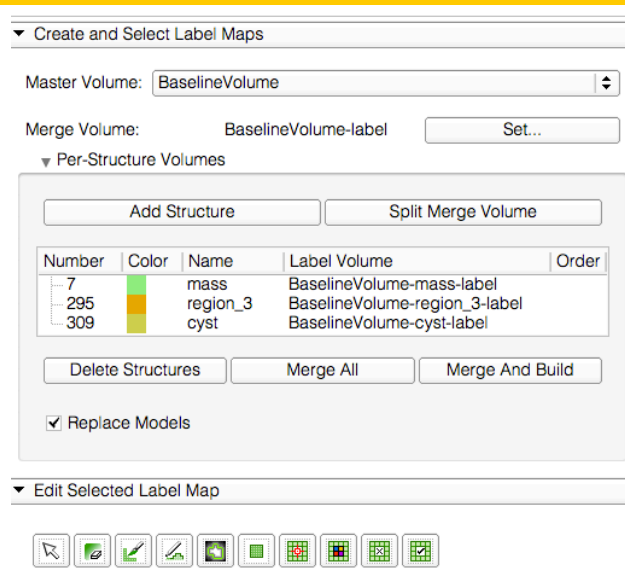 Create and Select Label Maps
Master Volume: BaselineVolume
Merge Volume: BaselineVolume-label Set...
Per-Structure Volumes
Add Structure Split Merge Volume
Number Color Name Label Volume Order
7 mass BaselineVolume-mass-label
295 region_3 BaselineVolume-region_3-label
309 cyst BaselineVolume-cyst-label
Delete Structures Merge All Merge And Build
Replace Models
Edit Selected Label Map